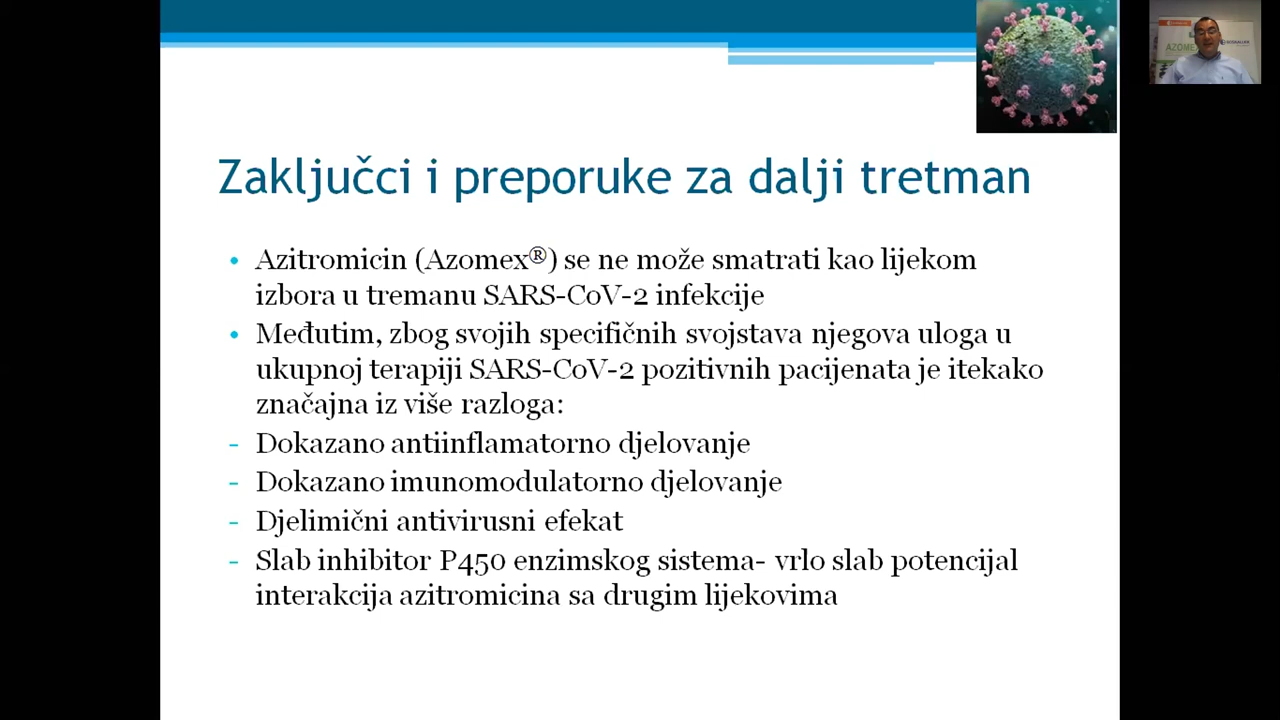 Zaključci i preporuke za dalji tretman
• Azitromicin (Azomex®) se ne može smatrati kao lijekom
izbora u tremanu SARS-CoV-2 infekcije
• Međutim, zbog svojih specifičnih svojstava njegova uloga u
ukupnoj terapiji SARS-CoV-2 pozitivnih pacijenata je itekako
značajna iz više razloga:
- Dokazano antiinflamatorno djelovanje
- Dokazano imunomodulatorno djelovanje
- Djelimični antivirusni efekat
- Slab inhibitor P450 enzimskog sistema- vrlo slab potencijal
interakcija azitromicina sa drugim lijekovima